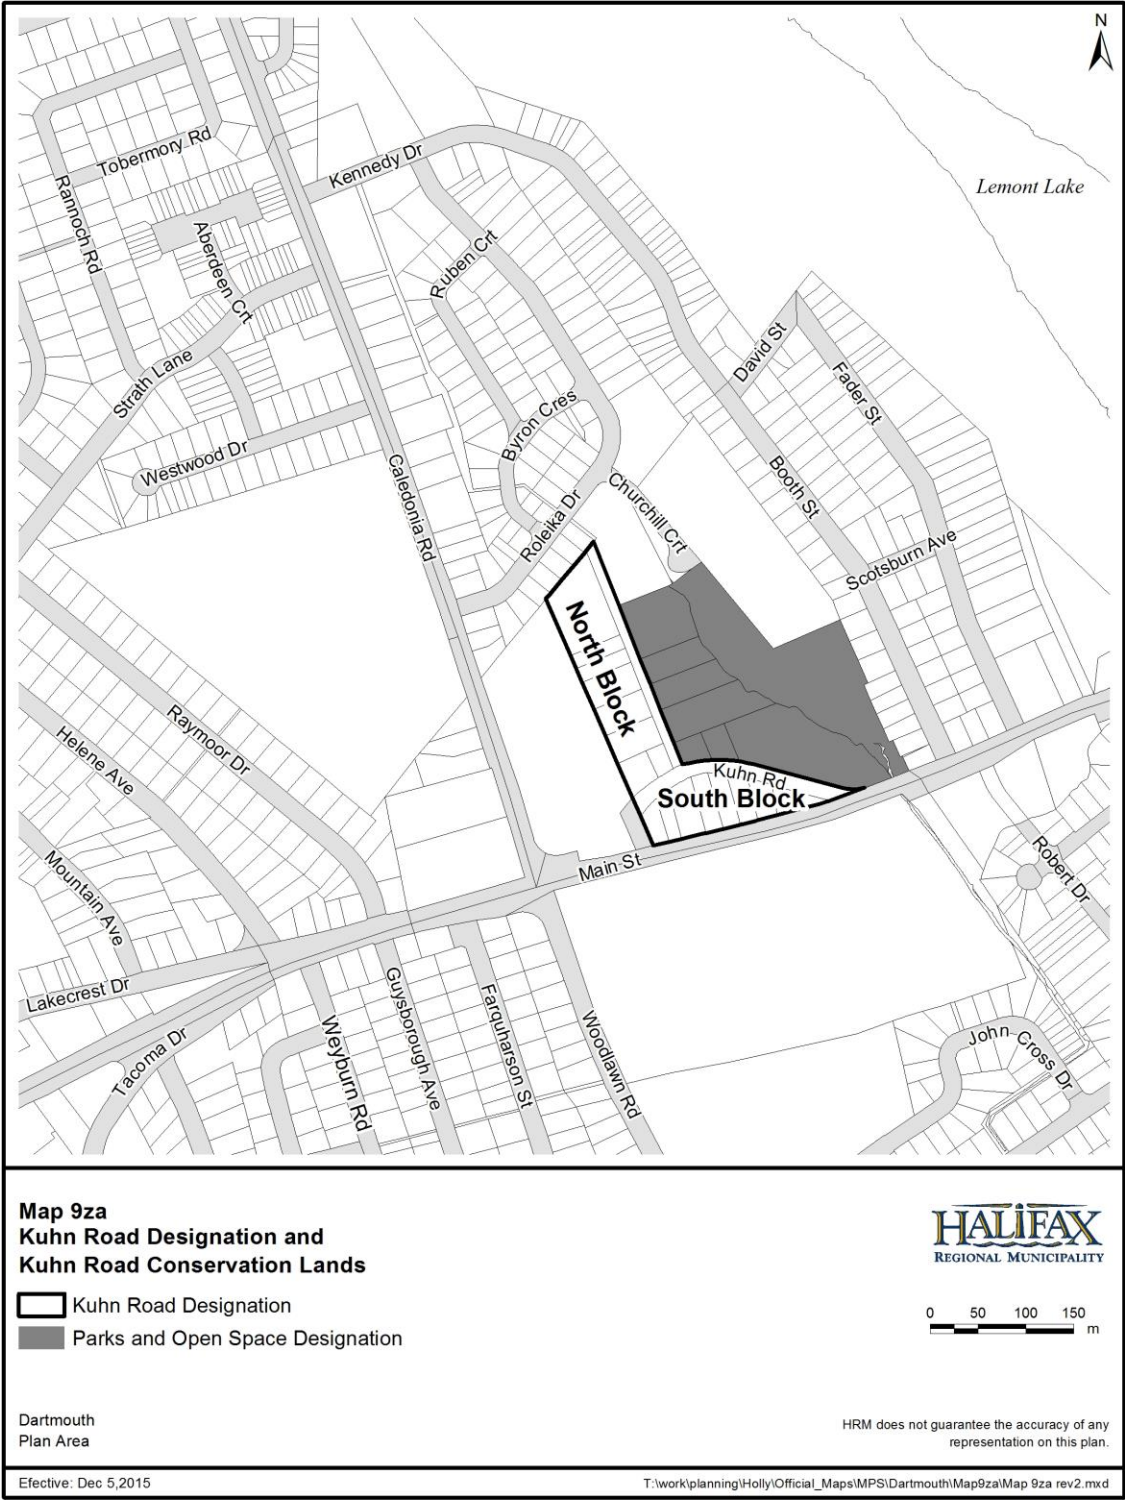 N
Lemont Lake
Tobermory Rd
Kennedy Dr
Rannoch Rd
Aberdeen Crt
Ruben Crt
David St
Fader St
Strath Lane
Byron Cres
Westwood Dr
Caledonia Rd
Booth St
Churchill Crt
Roleika Dr
Scotsburn Ave
North Block
Raymoor Dr
Helene Ave
Kuhn Rd
South Block
Main St
Mountain Ave
Robert Dr
Lakecrest Dr
Guysborough Ave
Farquharson St
Woodlawn Rd
Weyburn Rd
Tacoma Dr
John Cross Dr
Map 9za
Kuhn Road Designation and
Kuhn Road Conservation Lands
Kuhn Road Designation
Parks and Open Space Designation
HALIFAX
REGIONAL MUNICIPALITY
0 50 100 150
m
Dartmouth
Plan Area
HRM does not guarantee the accuracy of any
representation on this plan.
Efective: Dec 5,2015
T:\work\planning\Holly\Official_Maps\MPS\Dartmouth\Map9za\Map 9za rev2.mxd